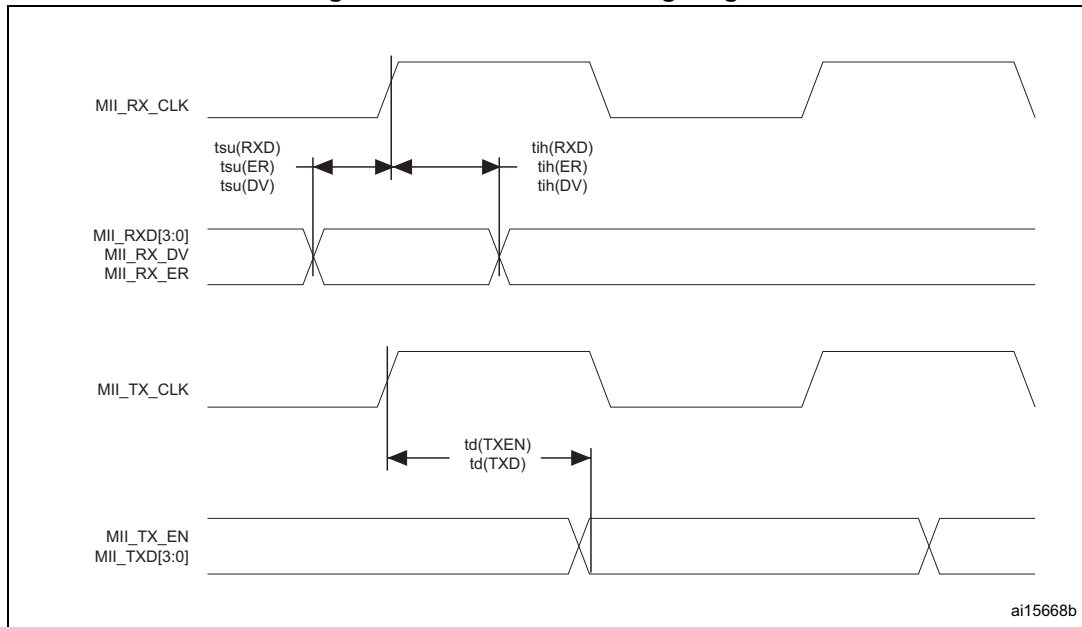 MII_RX_CLK
tsu(RXD)
tsu(ER)
tsu(DV)
tih(RXD)
tih(ER)
tih(DV)
MII_RXD[3:0]
MII_RX_DV
MII_RX_ER
MII_TX_CLK
td(TXEN)
td(TXD)
MII_TX_EN
MII_TXD[3:0]
ai15668b